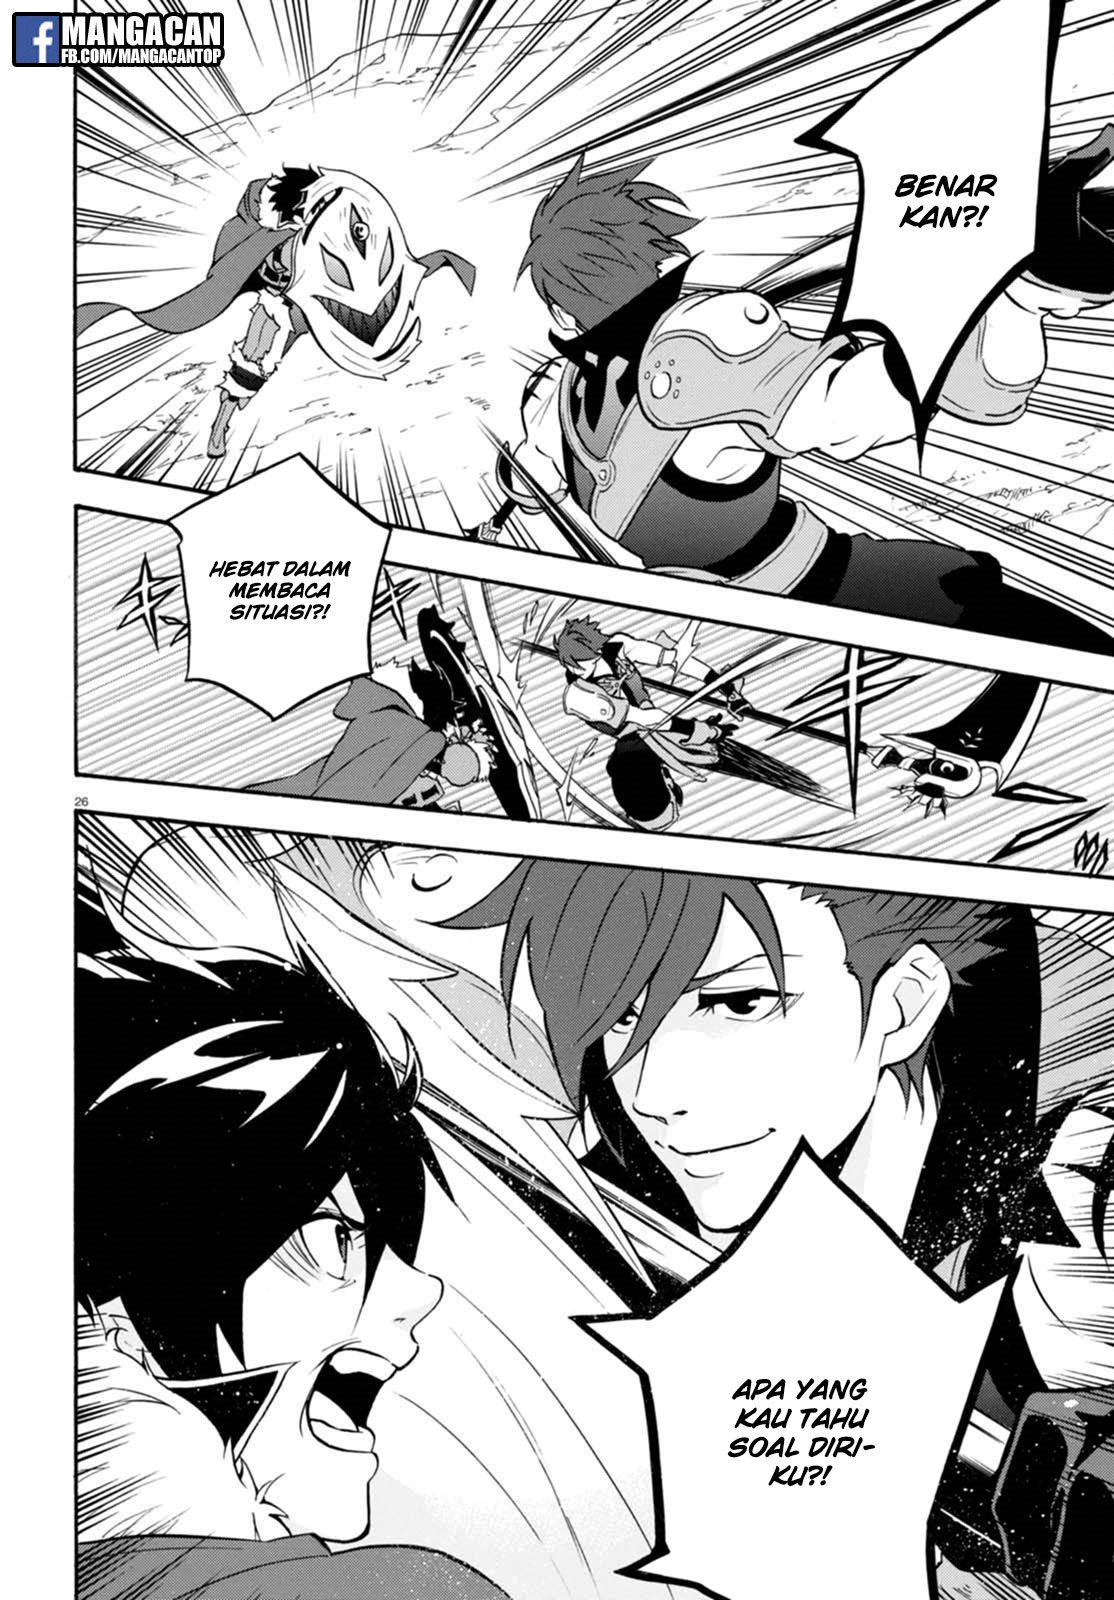 MANGACAN
FB.COM/MANGACANTOP
BENAR
KAN?!
HEBAT DALAM
MEMBACA
SITUASI?!
26
APA YANG
KAU TAHU
SOAL DIRI-
KU?!